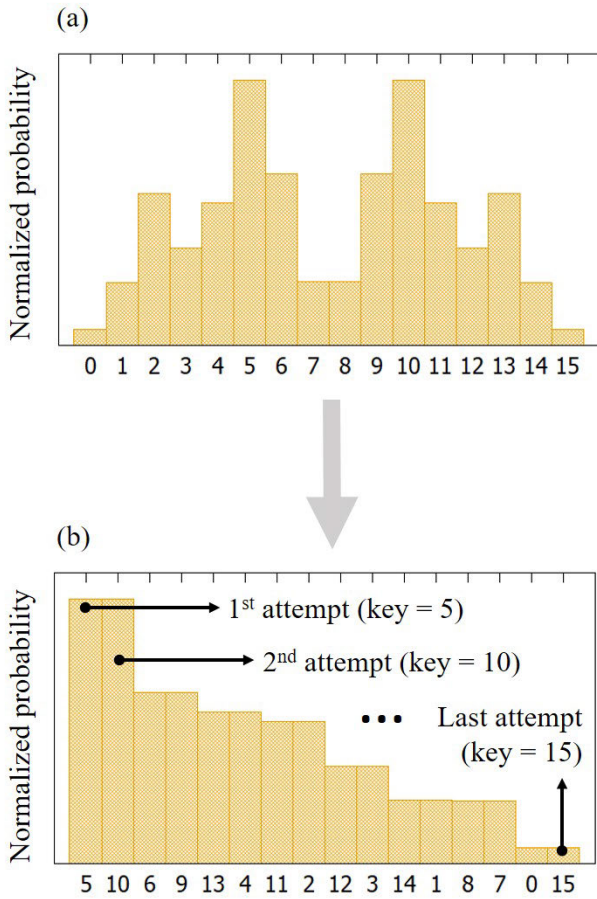 (a)
Normalized probability
0 1 2 3 4 5 6 7 8 9 10 11 12 13 14 15
(b)
Normalized probability
1st attempt (key = 5)
2nd attempt (key = 10)
••• Last attempt
(key = 15)
5 10 6 9 13 4 11 2 12 3 14 1 8 7 0 15